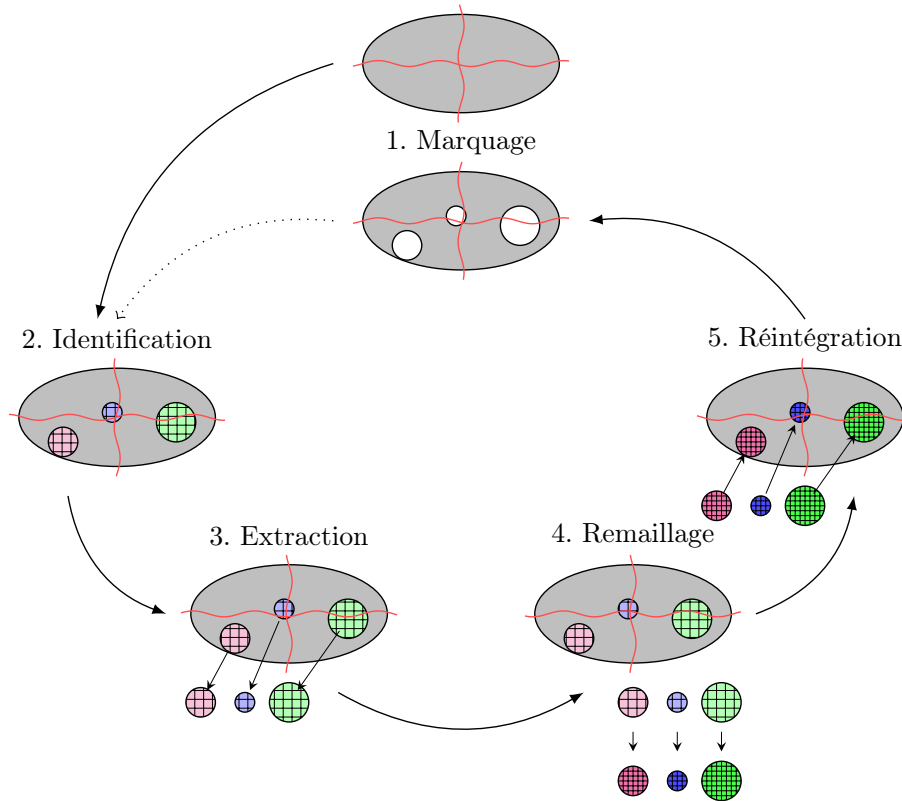 1. Marquage
2. Identification
5. Réintégration
3. Extraction
4. Remaillage